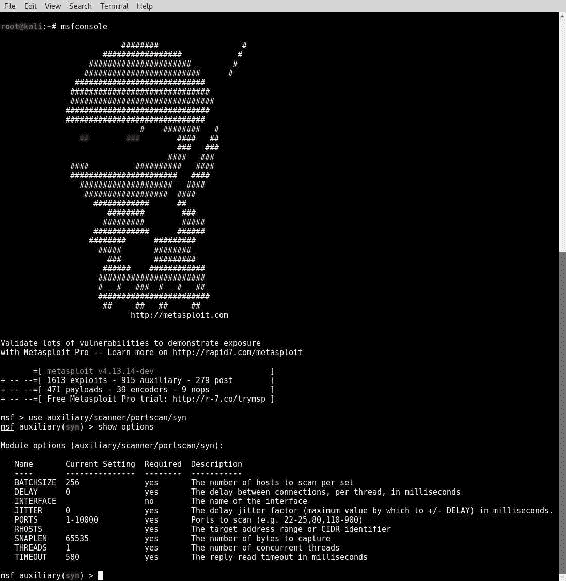 File Edit View Search Terminal Help
root@kali:~# msfconsole
########                  #
#################            #
######################         #
#########################      #
############################
##############################
###############################
##############################
##############################
#    ########   #
##        ###        ####   ##
###   ###
####   ###
####          ##########   ####
#######################   ####
####################   ####
##################  ####
############      ##
########        ###
#########        #####
############      ######
########      #########
#####       ########
###       #########
######    ############
#######################
#   #   ###  #   #   ##
########################
##     ##   ##     ##
http://metasploit.com
Validate lots of vulnerabilities to demonstrate exposure
with Metasploit Pro -- Learn more on http://rapid7.com/metasploit
=[ metasploit v4.13.14-dev ]
+ -- --=[ 1613 exploits - 915 auxiliary - 279 post ]
+ -- --=[ 471 payloads - 39 encoders - 9 nops ]
+ -- --=[ Free Metasploit Pro trial: http://r-7.co/trymsp ]
msf > use auxiliary/scanner/portscan/syn
msf auxiliary(syn) > show options
Module options (auxiliary/scanner/portscan/syn):
Name Current Setting Required Description
---- --------------- -------- -----------
BATCHSIZE 256 yes The number of hosts to scan per set
DELAY 0 yes The delay between connections, per thread, in milliseconds
INTERFACE no The name of the interface
JITTER 0 yes The delay jitter factor (maximum value by which to +/- DELAY) in milliseconds.
PORTS 1-10000 yes Ports to scan (e.g. 22-25,80,110-900)
RHOSTS yes The target address range or CIDR identifier
SNAPLEN 65535 yes The number of bytes to capture
THREADS 1 yes The number of concurrent threads
TIMEOUT 500 yes The reply read timeout in milliseconds
msf auxiliary(syn) >